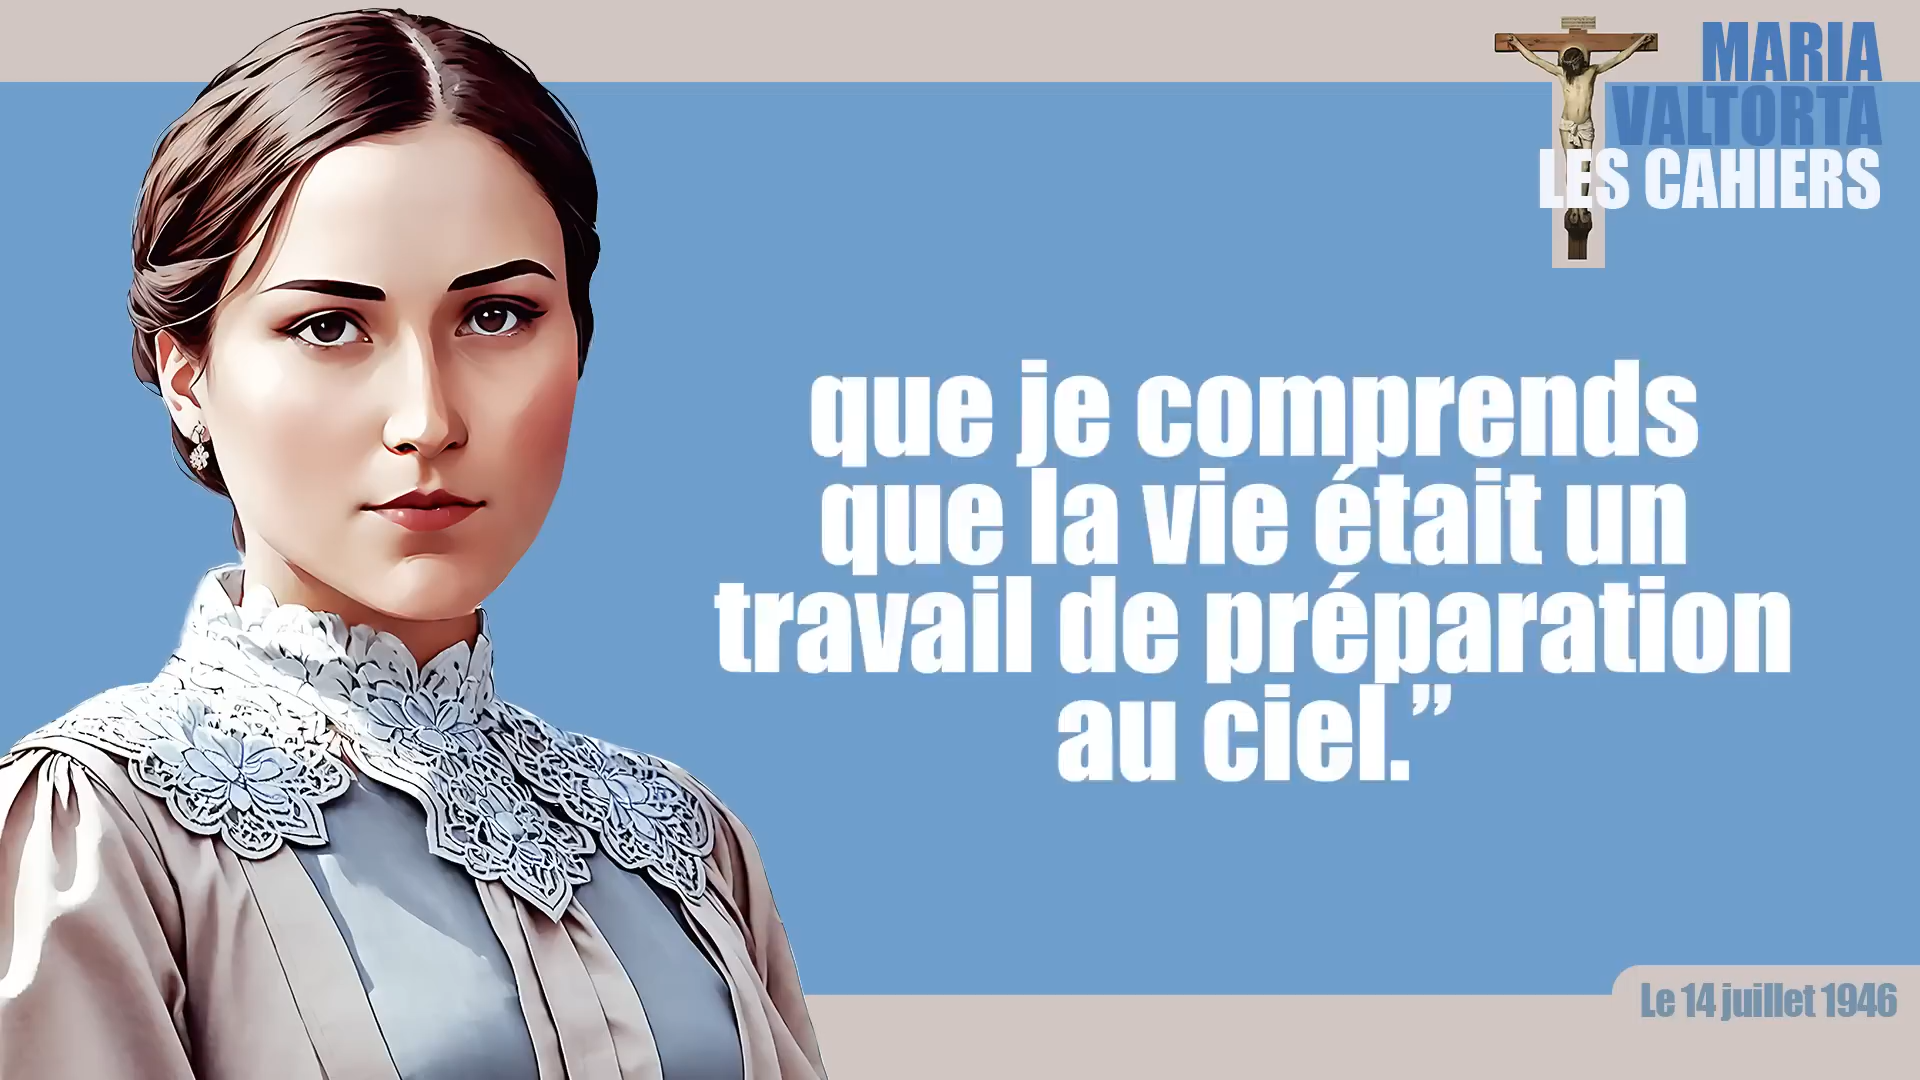 MARIA
VALTORTA
LES CAHIERS
que je comprends
que la vie était un
travail de préparation
au ciel.”
Le 14 juillet 1946